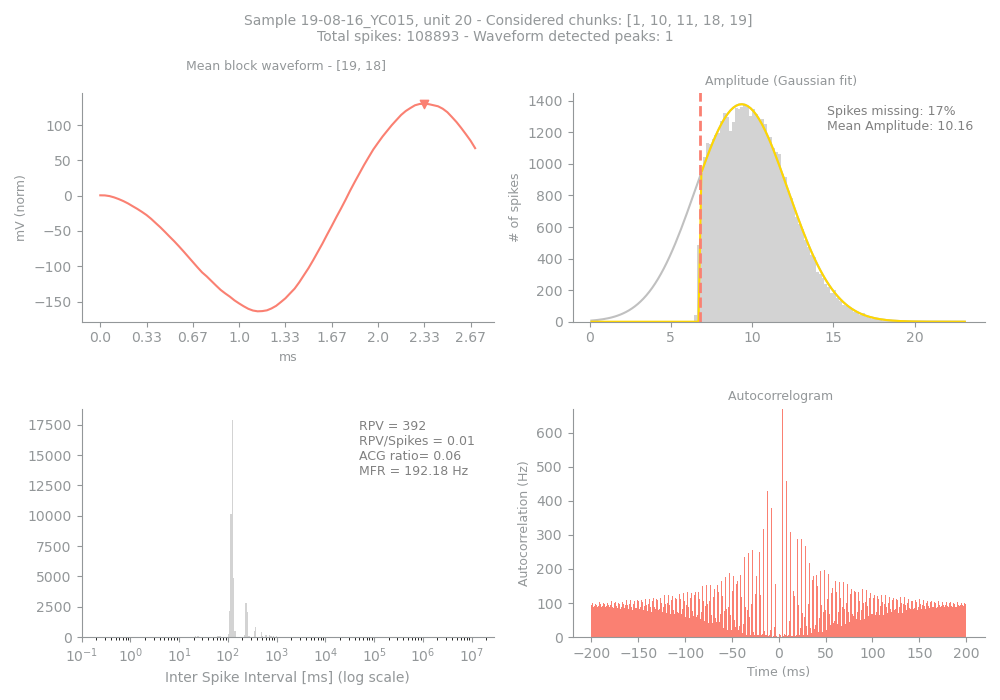 Sample 19-08-16_YC015, unit 20 - Considered chunks: [1, 10, 11, 18, 19]
Total spikes: 108893 - Waveform detected peaks: 1
Mean block waveform - [19, 18]
mV (norm)
100
50
0
−50
−100
−150
0.0 0.33 0.67 1.0 1.33 1.67 2.0 2.33 2.67
ms
Amplitude (Gaussian fit)
Spikes missing: 17%
Mean Amplitude: 10.16
# of spikes
1400
1200
1000
800
600
400
200
0
0 5 10 15 20
RPV = 392
RPV/Spikes = 0.01
ACG ratio= 0.06
MFR = 192.18 Hz
17500
15000
12500
10000
7500
5000
2500
0
10⁻¹ 10⁰ 10¹ 10² 10³ 10⁴ 10⁵ 10⁶ 10⁷
Inter Spike Interval [ms] (log scale)
Autocorrelogram
Autocorrelation (Hz)
600
500
400
300
200
100
0
−200 −150 −100 −50 0 50 100 150 200
Time (ms)